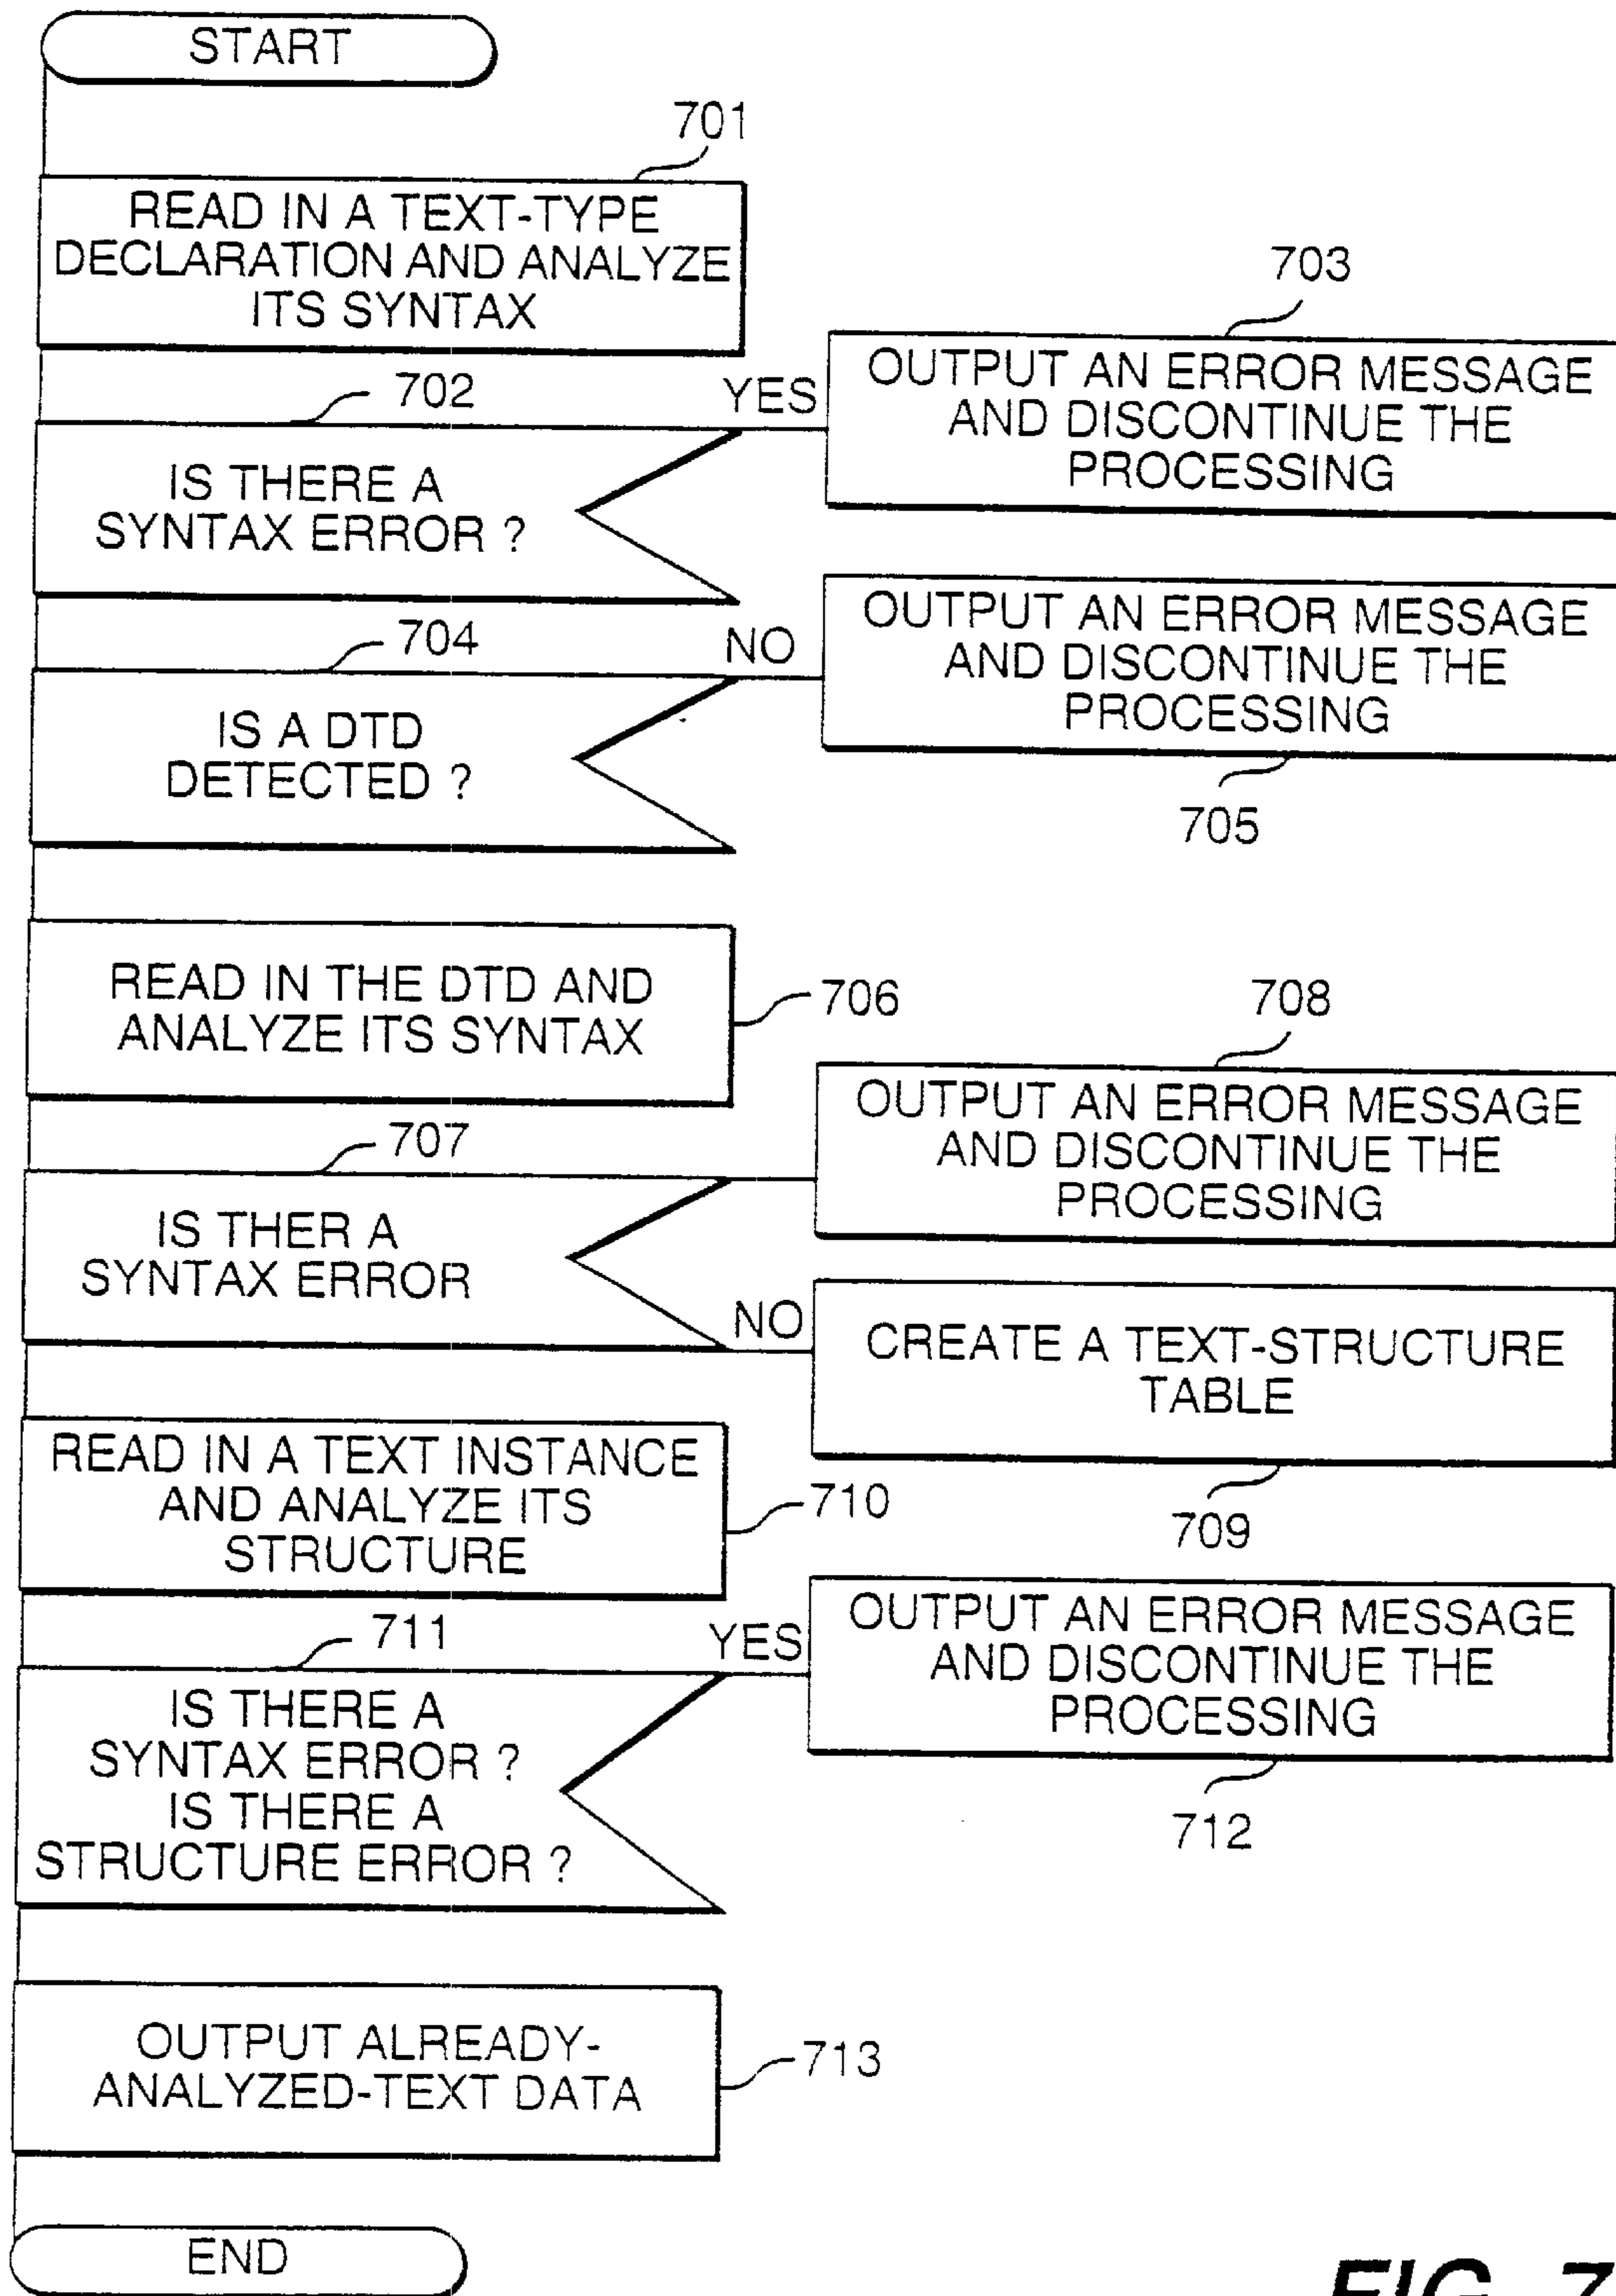 START
701
READ IN A TEXT-TYPE
DECLARATION AND ANALYZE
ITS SYNTAX
702
YES
703
OUTPUT AN ERROR MESSAGE
AND DISCONTINUE THE
PROCESSING
IS THERE A
SYNTAX ERROR ?
704
NO
OUTPUT AN ERROR MESSAGE
AND DISCONTINUE THE
PROCESSING
705
IS A DTD
DETECTED ?
READ IN THE DTD AND
ANALYZE ITS SYNTAX
706
707
708
OUTPUT AN ERROR MESSAGE
AND DISCONTINUE THE
PROCESSING
IS THER A
SYNTAX ERROR
NO
CREATE A TEXT-STRUCTURE
TABLE
709
READ IN A TEXT INSTANCE
AND ANALYZE ITS
STRUCTURE
710
711
YES
OUTPUT AN ERROR MESSAGE
AND DISCONTINUE THE
PROCESSING
712
IS THERE A
SYNTAX ERROR ?
IS THERE A
STRUCTURE ERROR ?
OUTPUT ALREADY-
ANALYZED-TEXT DATA
713
END
FIG. 7